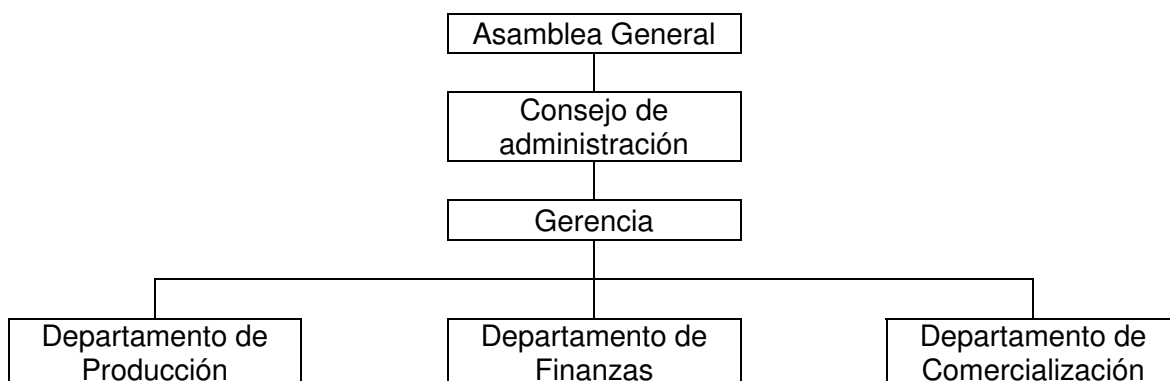 Asamblea General
Consejo de
administración
Gerencia
Departamento de
Producción
Departamento de
Finanzas
Departamento de
Comercialización